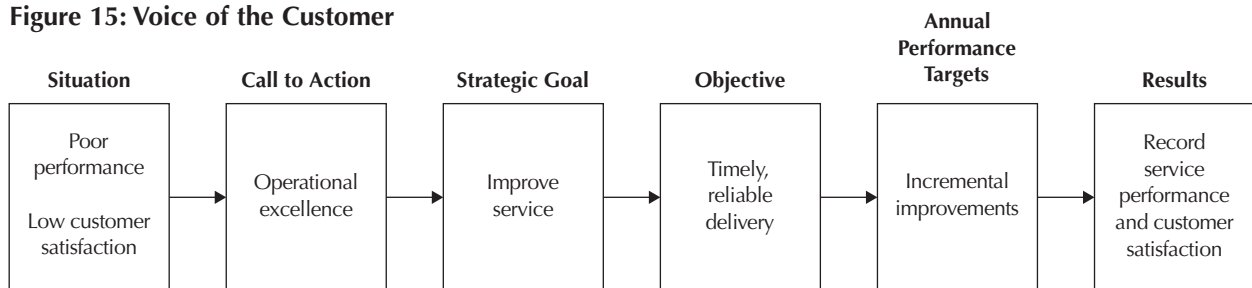 Figure 15: Voice of the Customer
Situation
Poor
performance
Low customer
satisfaction
Call to Action
Operational
excellence
Strategic Goal
Improve
service
Objective
Timely,
reliable
delivery
Annual
Performance
Targets
Incremental
improvements
Results
Record
service
performance
and customer
satisfaction